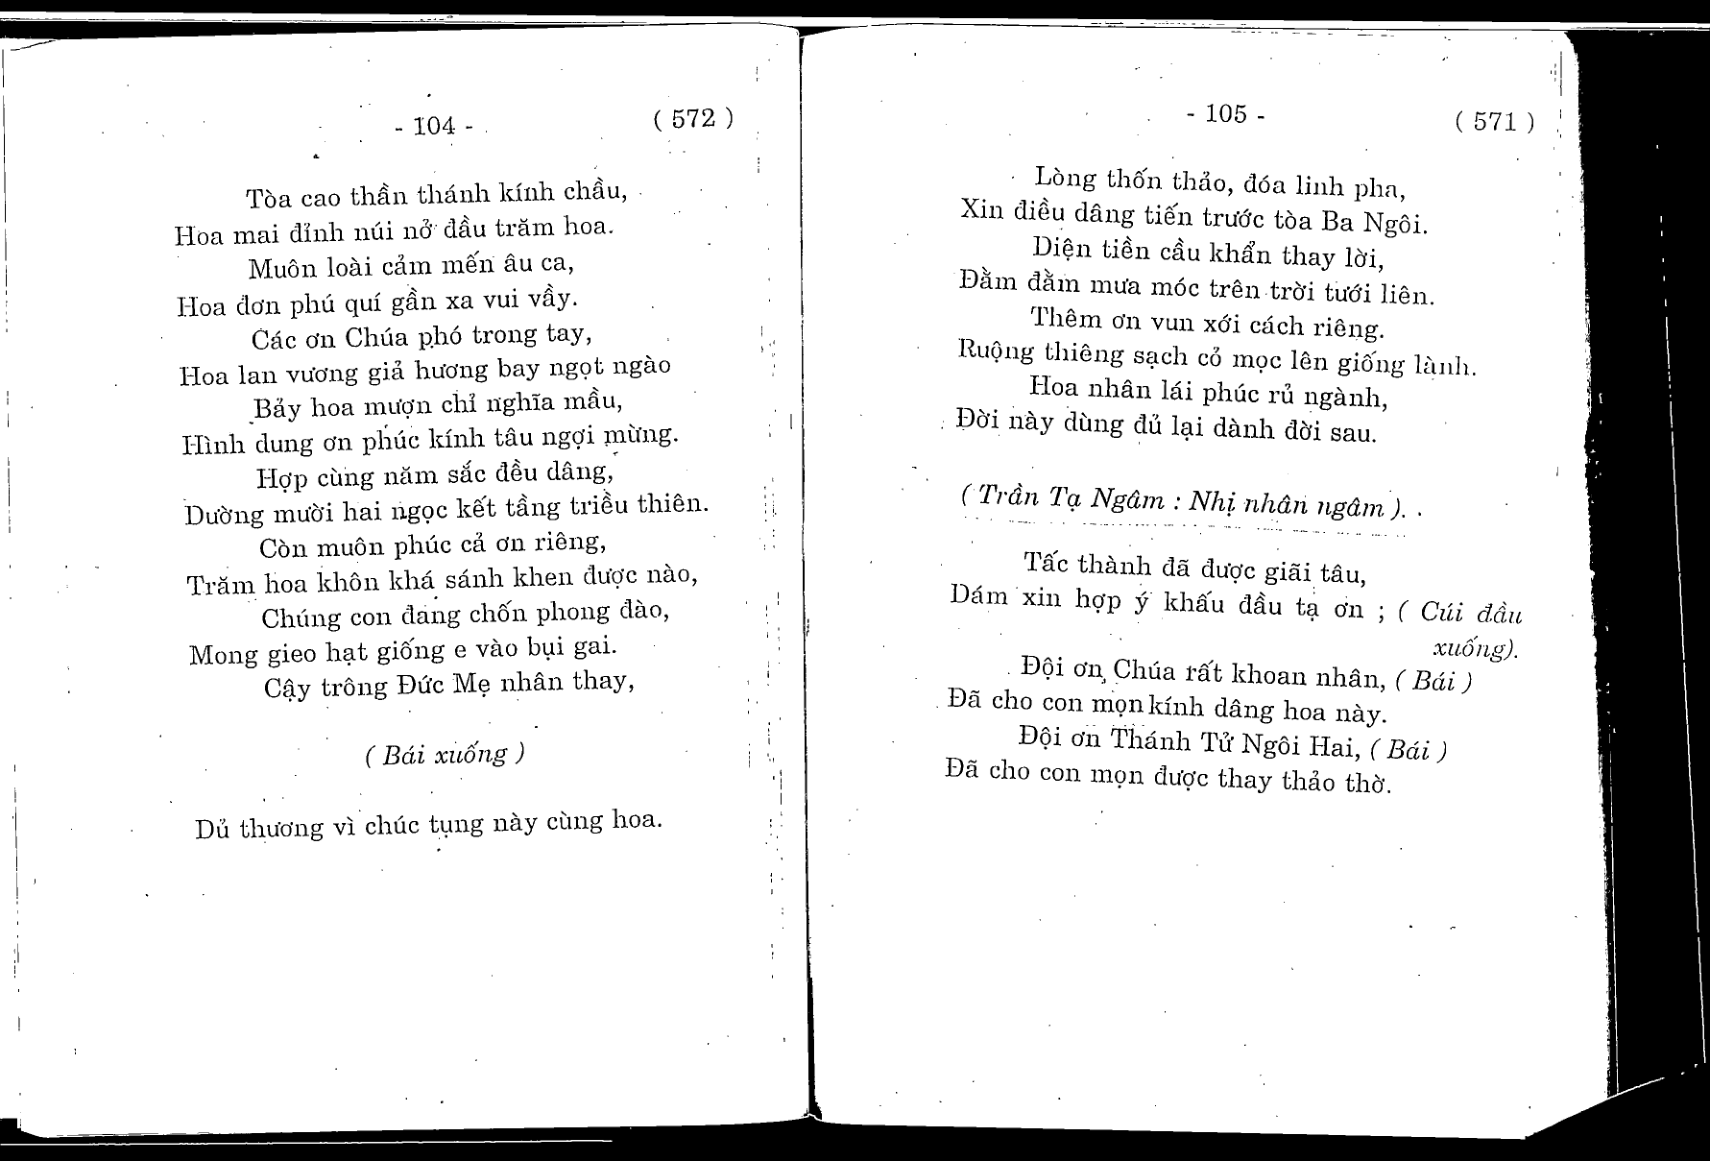 - 104 -
( 572 )
Tòa cao thần thánh kính chầu,
Hoa mai đỉnh núi nở đầu trăm hoa.
Muôn loài cảm mến âu ca,
Hoa đơn phú quí gần xa vui vầy.
Các ơn Chúa phó trong tay,
Hoa lan vương giả hương bay ngọt ngào
Bảy hoa mượn chỉ nghĩa mầu,
Hình dung ơn phúc kính tâu ngợi mừng.
Hợp cùng năm sắc đều dâng,
Dường mười hai ngọc kết tầng triều thiên.
Còn muôn phúc cả ơn riêng,
Trăm hoa khôn khá sánh khen được nào,
Chúng con đang chốn phong đào,
Mong gieo hạt giống e vào bụi gai.
Cậy trông Đức Mẹ nhân thay,
( Bái xuống )
Dủ thương vì chúc tụng này cùng hoa.
- 105 -
( 571 )
Lòng thốn thảo, đóa linh pha,
Xin điều dâng tiến trước tòa Ba Ngôi.
Diện tiền cầu khẩn thay lời,
Đằm đằm mưa móc trên trời tưới liên.
Thêm ơn vun xới cách riêng.
Ruộng thiêng sạch cỏ mọc lên giống lành.
Hoa nhân lái phúc rủ ngành,
Đời này dùng đủ lại dành đời sau.
( Trần Tạ Ngâm : Nhị nhân ngâm ).
Tấc thành đã được giãi tâu,
Dám xin hợp ý khấu đầu tạ ơn ; ( Cúi đầu
xuống).
Đội ơn Chúa rất khoan nhân, ( Bái )
Đã cho con mọn kính dâng hoa này.
Đội ơn Thánh Tử Ngôi Hai, ( Bái )
Đã cho con mọn được thay thảo thờ.